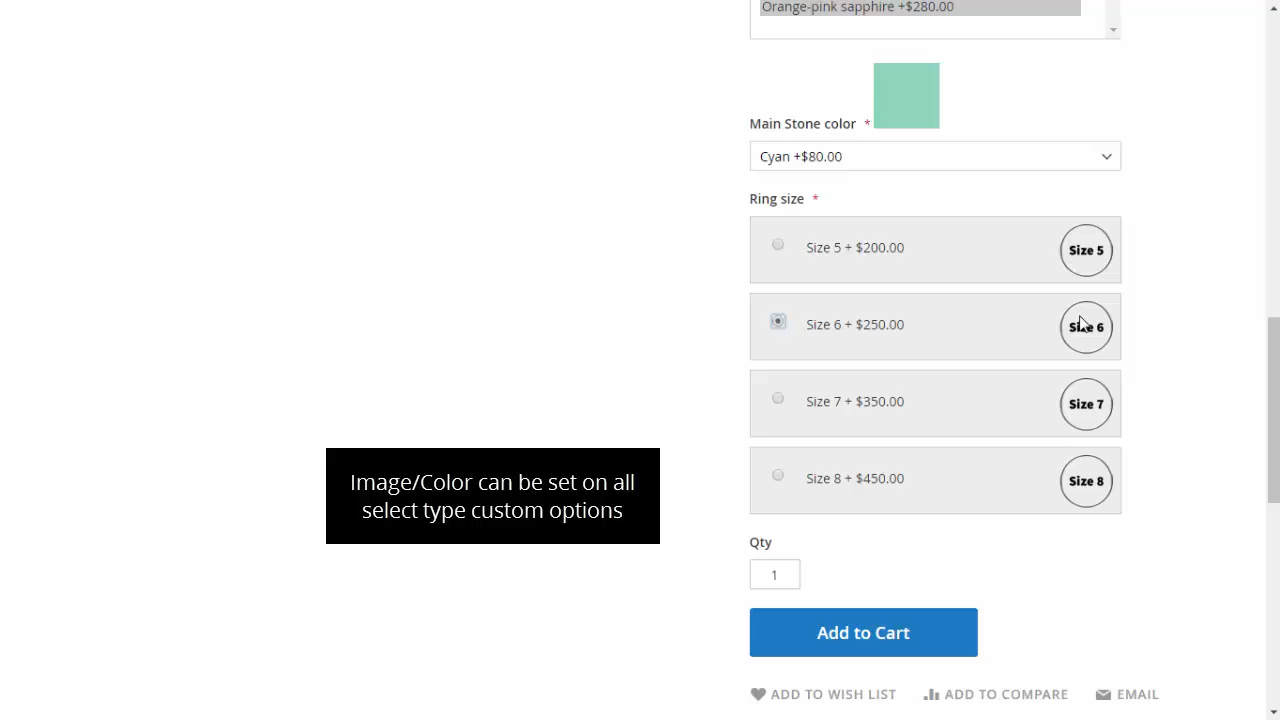 Orange-pink sapphire +$280.00
Main Stone color *
Cyan +$80.00
Ring size *
Size 5 + $200.00
Size 5
Size 6 + $250.00
Size 6
Size 7 + $350.00
Size 7
Size 8 + $450.00
Size 8
Image/Color can be set on all
select type custom options
Qty
1
Add to Cart
ADD TO WISH LIST
ADD TO COMPARE
EMAIL